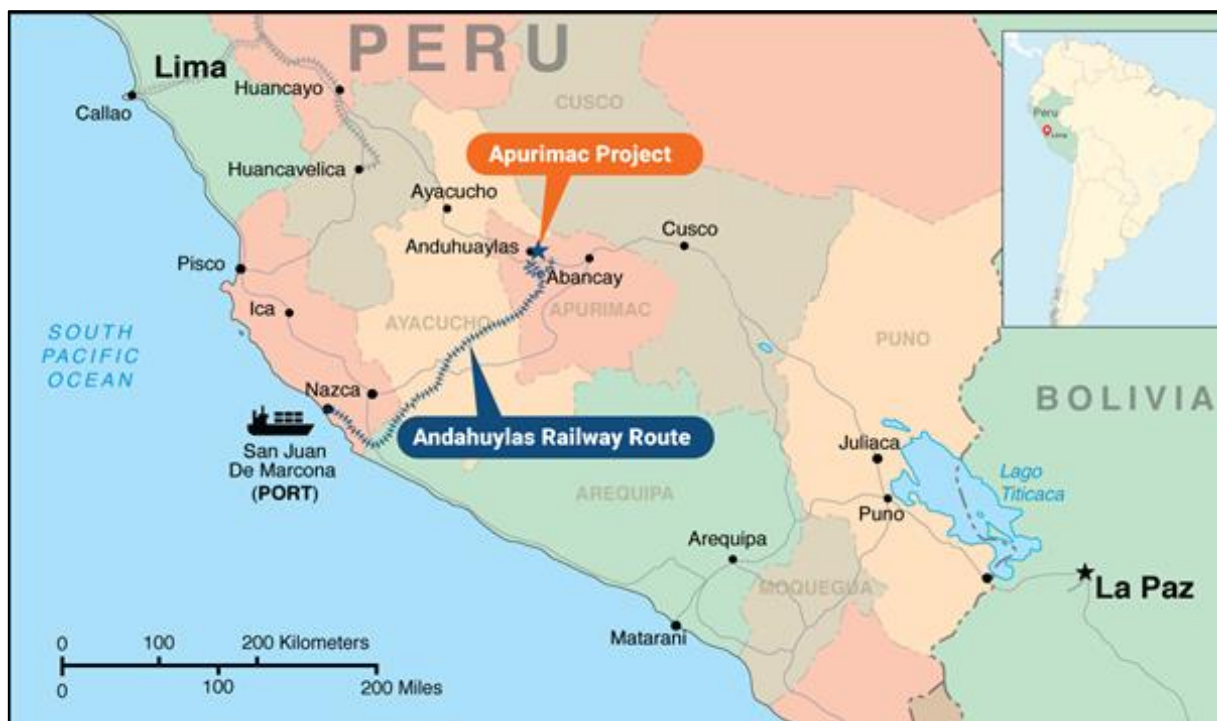 PERU
Lima
Callao
Huancayo
CUSCO
Peru
Lima
Huancavelica
Apurimac Project
Ayacucho
Cusco
Anduhuaylas
Abancay
Pisco
Ica
AYACUCHO
APURIMAC
PUNO
SOUTH
PACIFIC
OCEAN
Nazca
BOLIVIA
Andahuylas Railway Route
San Juan
De Marcona
(PORT)
Juliaca
Lago
Titicaca
AREQUIPA
Puno
Arequipa
MOQUEGUA
La Paz
Matarani
0 100 200 Kilometers
0 100 200 Miles